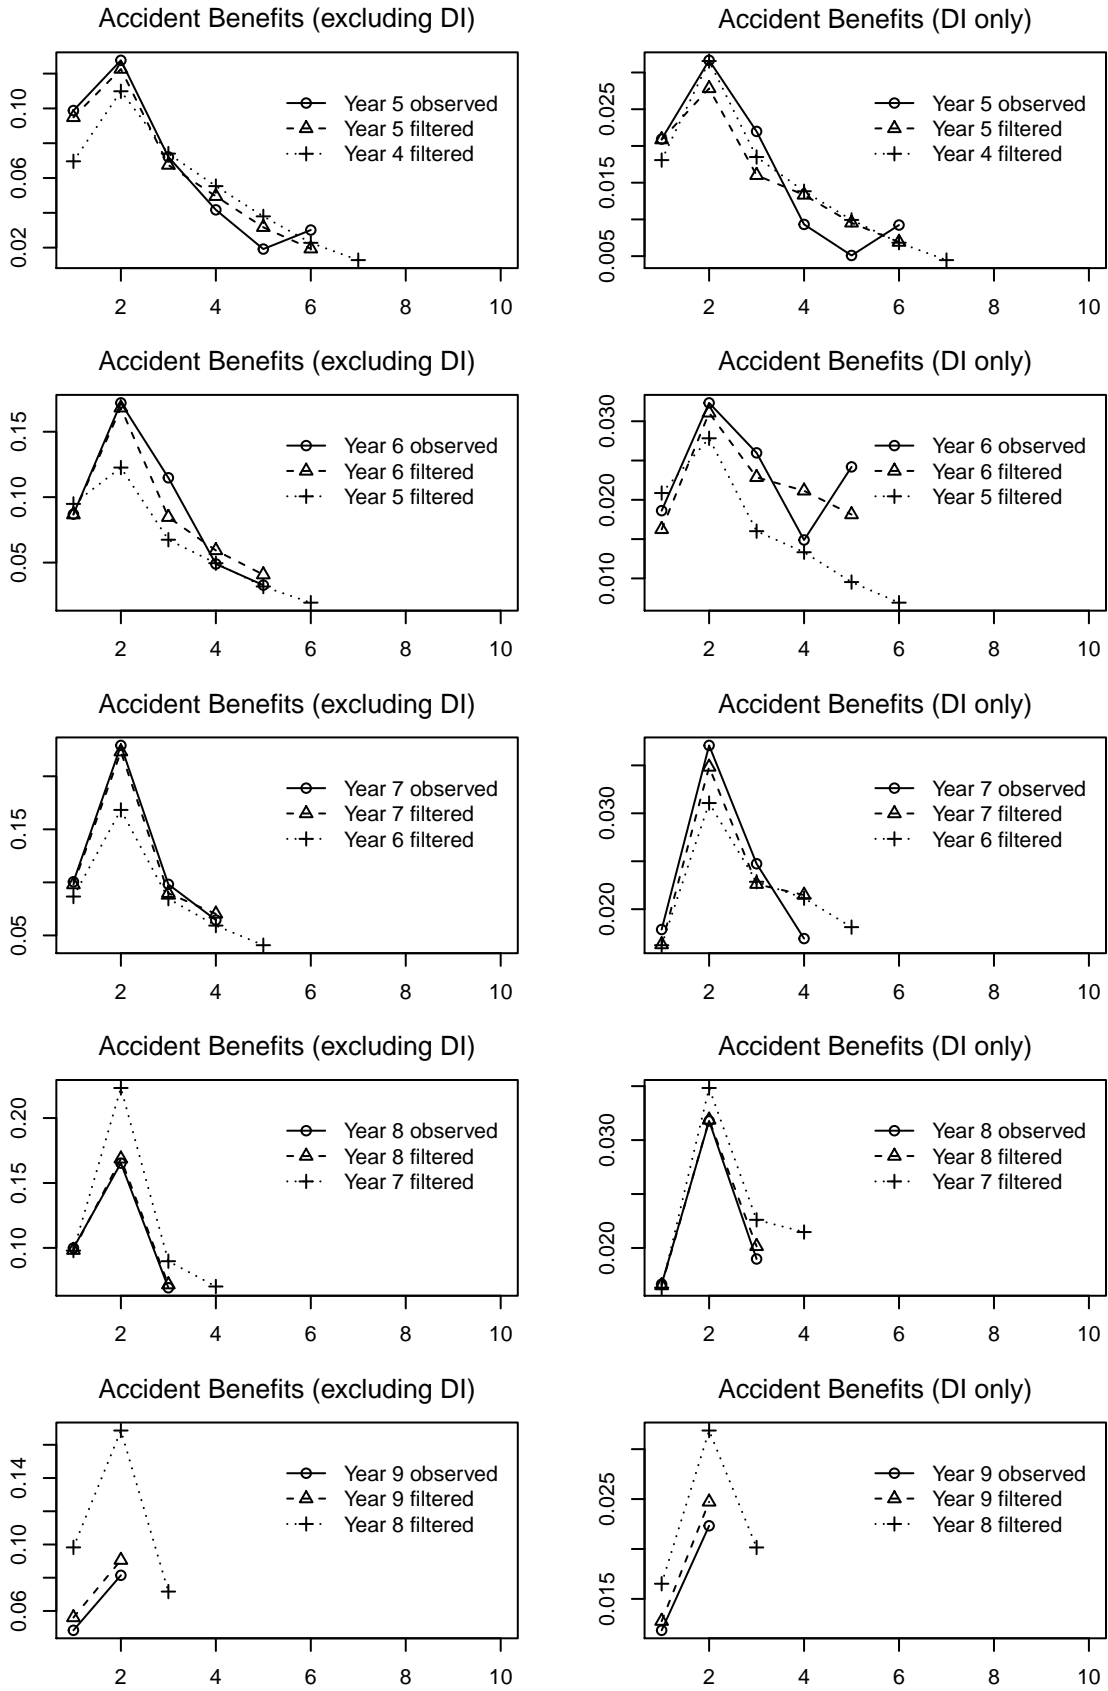 Accident Benefits (excluding DI)
0.10
0.06
0.02
Year 5 observed
Year 5 filtered
Year 4 filtered
2 4 6 8 10
Accident Benefits (DI only)
0.025
0.015
0.005
Year 5 observed
Year 5 filtered
Year 4 filtered
2 4 6 8 10
Accident Benefits (excluding DI)
0.15
0.10
0.05
Year 6 observed
Year 6 filtered
Year 5 filtered
2 4 6 8 10
Accident Benefits (DI only)
0.030
0.020
0.010
Year 6 observed
Year 6 filtered
Year 5 filtered
2 4 6 8 10
Accident Benefits (excluding DI)
0.15
0.05
Year 7 observed
Year 7 filtered
Year 6 filtered
2 4 6 8 10
Accident Benefits (DI only)
0.030
0.020
Year 7 observed
Year 7 filtered
Year 6 filtered
2 4 6 8 10
Accident Benefits (excluding DI)
0.20
0.15
0.10
Year 8 observed
Year 8 filtered
Year 7 filtered
2 4 6 8 10
Accident Benefits (DI only)
0.030
0.020
Year 8 observed
Year 8 filtered
Year 7 filtered
2 4 6 8 10
Accident Benefits (excluding DI)
0.14
0.10
0.06
Year 9 observed
Year 9 filtered
Year 8 filtered
2 4 6 8 10
Accident Benefits (DI only)
0.025
0.015
Year 9 observed
Year 9 filtered
Year 8 filtered
2 4 6 8 10